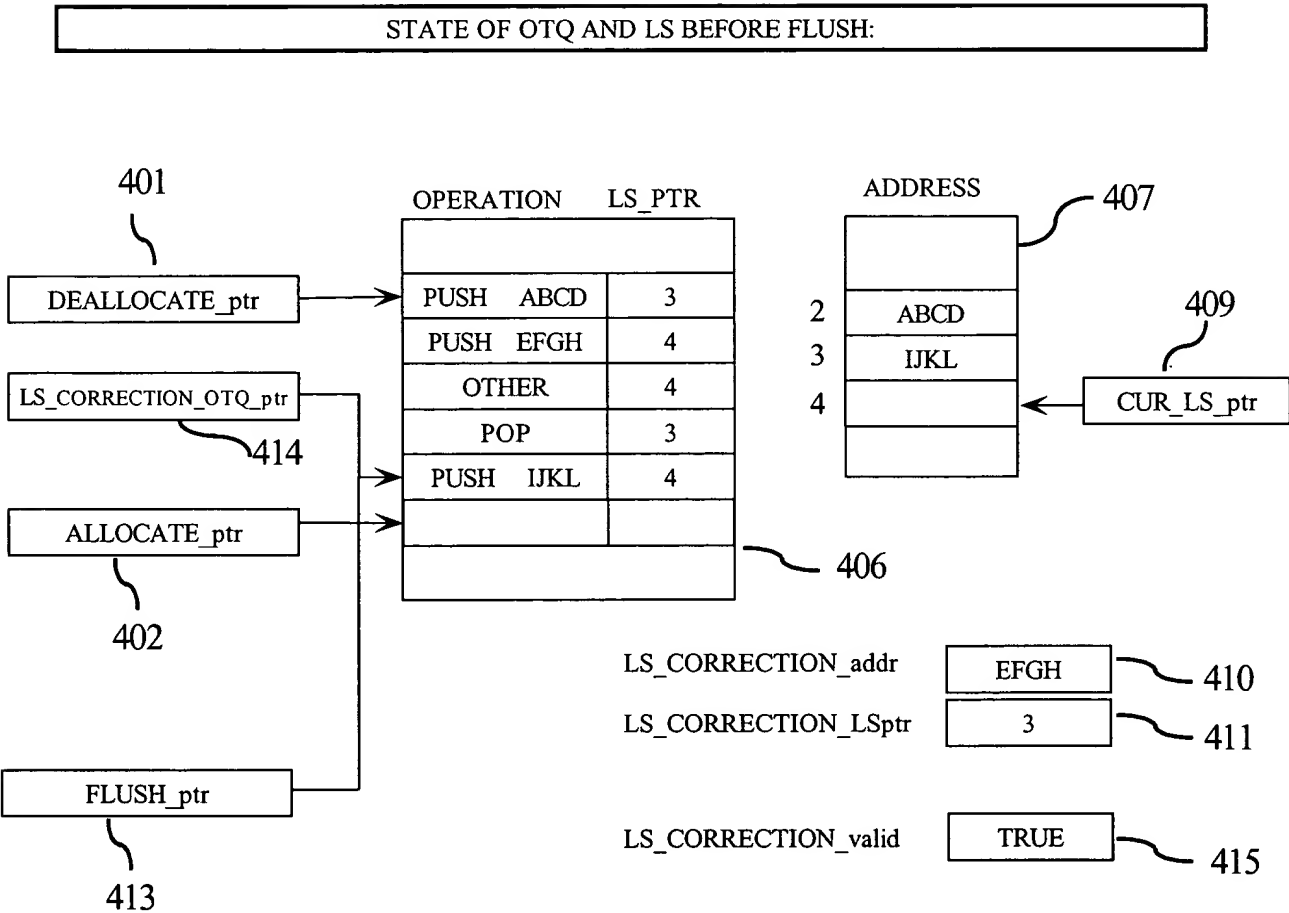 STATE OF OTQ AND LS BEFORE FLUSH:
401
OPERATION LS_PTR
ADDRESS
407
DEALLOCATE_ptr
PUSH ABCD 3
2 ABCD
409
PUSH EFGH 4
3 IJKL
LS_CORRECTION_OTQ_ptr
OTHER 4
4
CUR_LS_ptr
414
POP 3
PUSH IJKL 4
ALLOCATE_ptr
406
402
LS_CORRECTION_addr EFGH 410
LS_CORRECTION_LSptr 3 411
FLUSH_ptr
LS_CORRECTION_valid TRUE 415
413